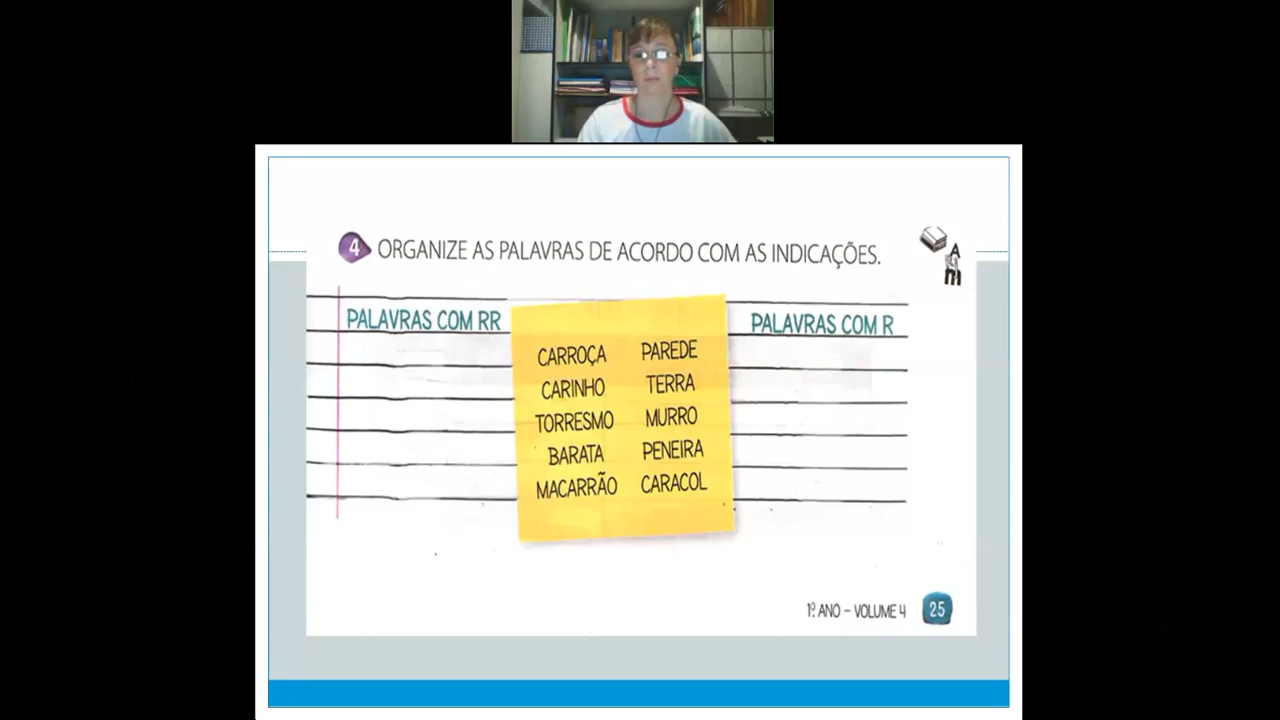 4 ORGANIZE AS PALAVRAS DE ACORDO COM AS INDICAÇÕES.
PALAVRAS COM RR
CARROÇA PAREDE
CARINHO TERRA
TORRESMO MURRO
BARATA PENEIRA
MACARRÃO CARACOL
PALAVRAS COM R
1º. ANO – VOLUME 4 25